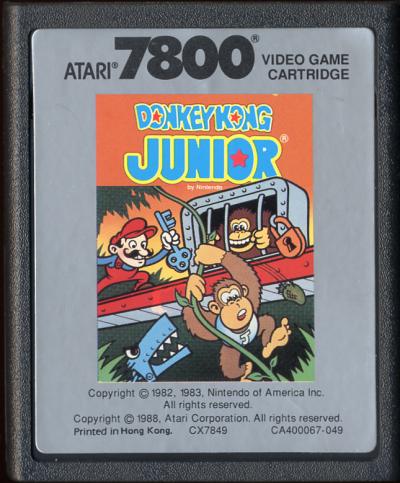 ATARI® 7800® VIDEO GAME
CARTRIDGE
DONKEY KONG
JUNIOR®
by Nintendo
J
Copyright © 1982, 1983, Nintendo of America Inc.
All rights reserved.
Copyright © 1988, Atari Corporation. All rights reserved.
Printed in Hong Kong. CX7849 CA400067-049